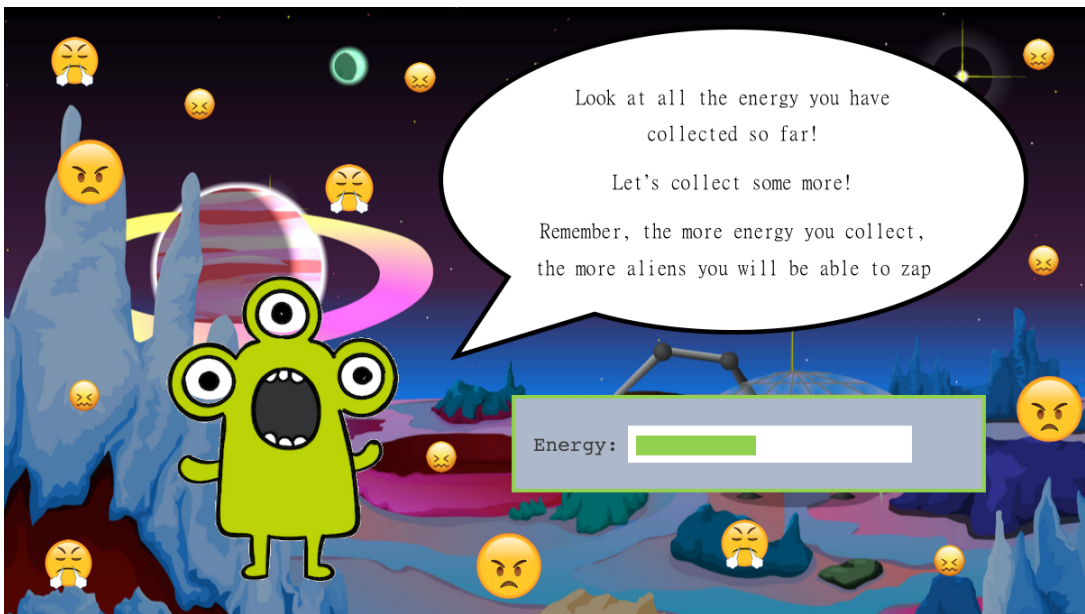 Look at all the energy you have
collected so far!
Let’s collect some more!
Remember, the more energy you collect,
the more aliens you will be able to zap
Energy: